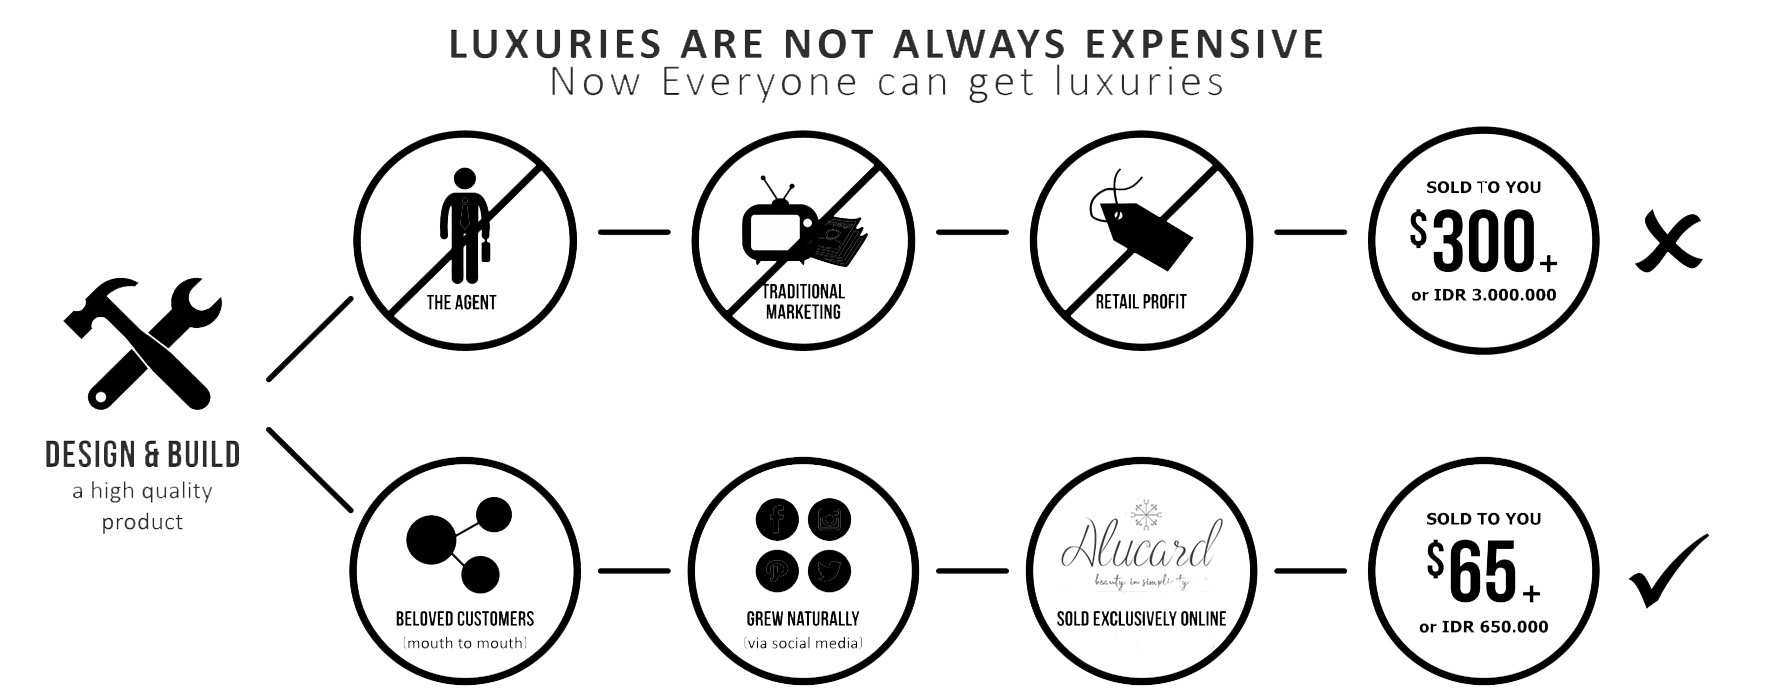 LUXURIES ARE NOT ALWAYS EXPENSIVE
Now Everyone can get luxuries
THE AGENT
TRADITIONAL
MARKETING
RETAIL PROFIT
SOLD TO YOU
$300+
or IDR 3.000.000
DESIGN & BUILD
a high quality
product
BELOVED CUSTOMERS
(mouth to mouth)
GREW NATURALLY
(via social media)
Alucard
beauty in simplicity
SOLD EXCLUSIVELY ONLINE
SOLD TO YOU
$65+
or IDR 650.000